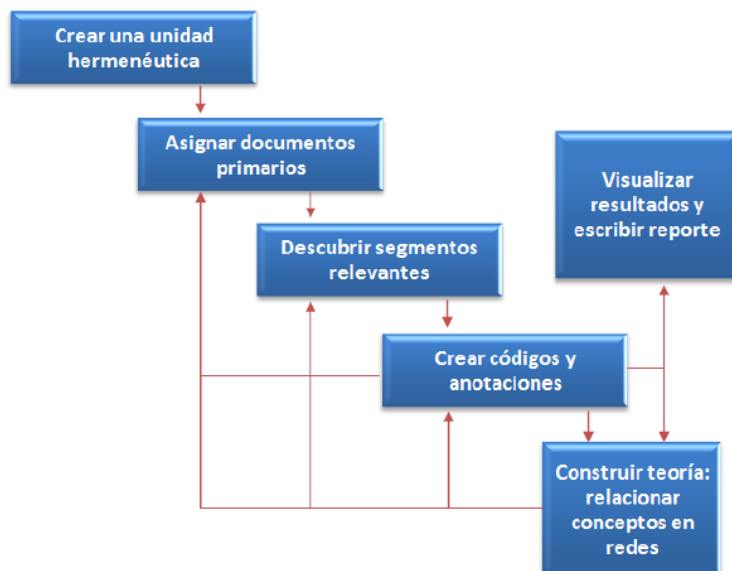 Crear una unidad
hermenéutica
Asignar documentos
primarios
Visualizar
resultados y
escribir reporte
Descubrir segmentos
relevantes
Crear códigos y
anotaciones
Construir teoría:
relacionar
conceptos en
redes